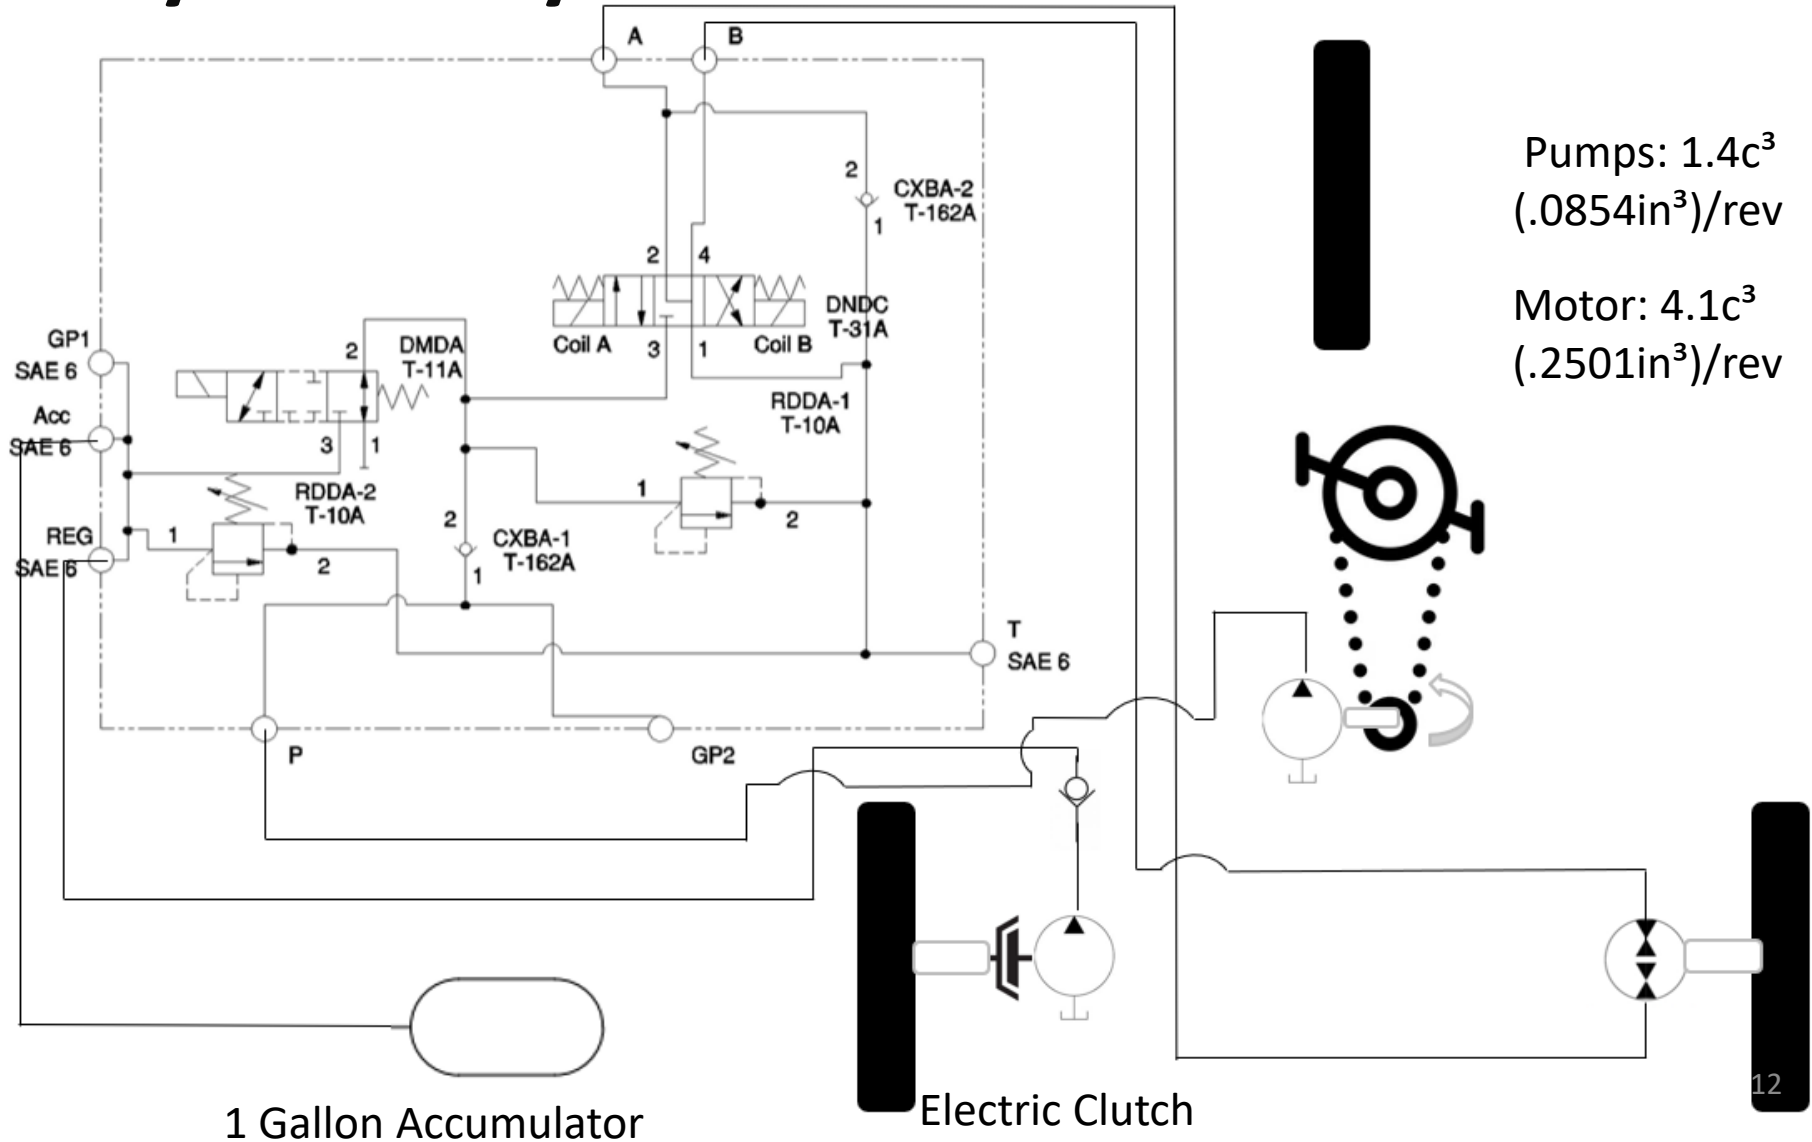 A
B
Pumps: 1.4c³
(.0854in³)/rev
Motor: 4.1c³
(.2501in³)/rev
2
CXBA-2
T-162A
1
2
4
DNDC
T-31A
Coil A
3
1
Coil B
GP1
SAE 6
2
DMDA
T-11A
Acc
SAE 6
3
1
RDDA-1
T-10A
RDDA-2
T-10A
1
2
REG
SAE 6
1
2
2
CXBA-1
T-162A
1
T
SAE 6
P
GP2
1 Gallon Accumulator
Electric Clutch
12